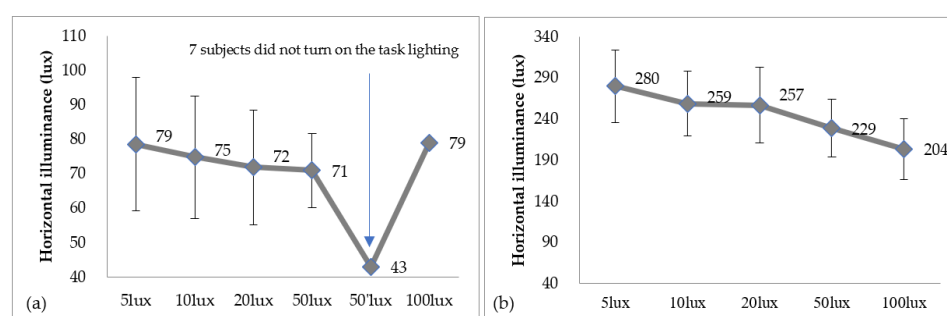 Horizontal illuminance (lux)
110
100
90
80
70
60
50
40
7 subjects did not turn on the task lighting
79
75
72
71
43
79
5lux
10lux
20lux
50lux
50'lux
100lux
(a)
Horizontal illuminance (lux)
340
290
240
190
140
90
40
280
259
257
229
204
5lux
10lux
20lux
50lux
100lux
(b)